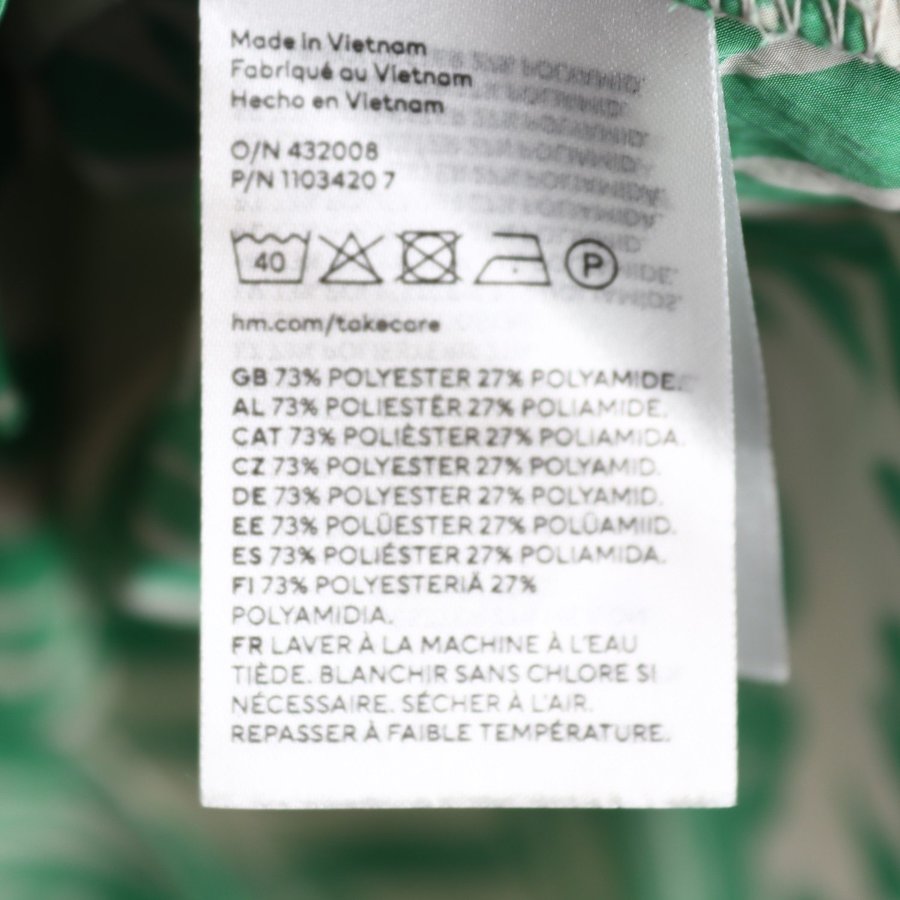 Made in Vietnam
Fabriqué au Vietnam
Hecho en Vietnam
O/N 432008
P/N 1103420 7
40 P
hm.com/takecare
GB 73% POLYESTER 27% POLYAMIDE.
AL 73% POLIESTËR 27% POLIAMIDE.
CAT 73% POLIÈSTER 27% POLIAMIDA.
CZ 73% POLYESTER 27% POLYAMID.
DE 73% POLYESTER 27% POLYAMID.
EE 73% POLÜESTER 27% POLÜAMIID.
ES 73% POLIÉSTER 27% POLIAMIDA.
FI 73% POLYESTERIÄ 27%
POLYAMIDIA.
FR LAVER À LA MACHINE À L'EAU
TIÈDE. BLANCHIR SANS CHLORE SI
NÉCESSAIRE. SÉCHER À L'AIR.
REPASSER À FAIBLE TEMPÉRATURE.